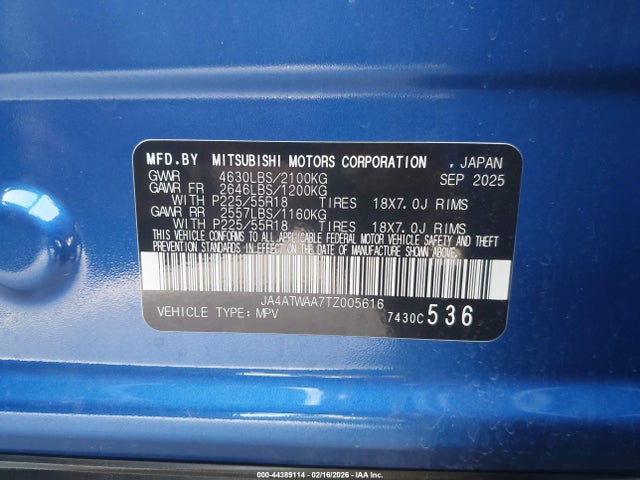 MFD.BY MITSUBISHI MOTORS CORPORATION , JAPAN
GVWR 4630LBS/2100KG SEP 2025
GAWR FR 2646LBS/1200KG
WITH P225/55R18 TIRES 18X7.0J RIMS
GAWR RR 2557LBS/1160KG
WITH P225/55R18 TIRES 18X7.0J RIMS
THIS VEHICLE CONFORMS TO ALL APPLICABLE FEDERAL MOTOR VEHICLE SAFETY AND THEFT
PREVENTION STANDARDS IN EFFECT ON THE DATE OF MANUFACTURE SHOWN ABOVE.
JA4ATWAA7TZ005616
VEHICLE TYPE: MPV 7430C 536
000-44389114 - 02/16/2026 - COPYRIGHT IAA, LLC.